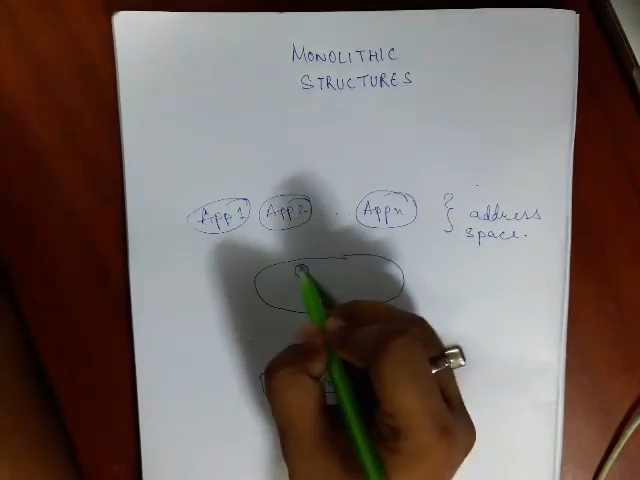 MONOLITHIC
STRUCTURES
App 1 App 2 ... App n } address
space.